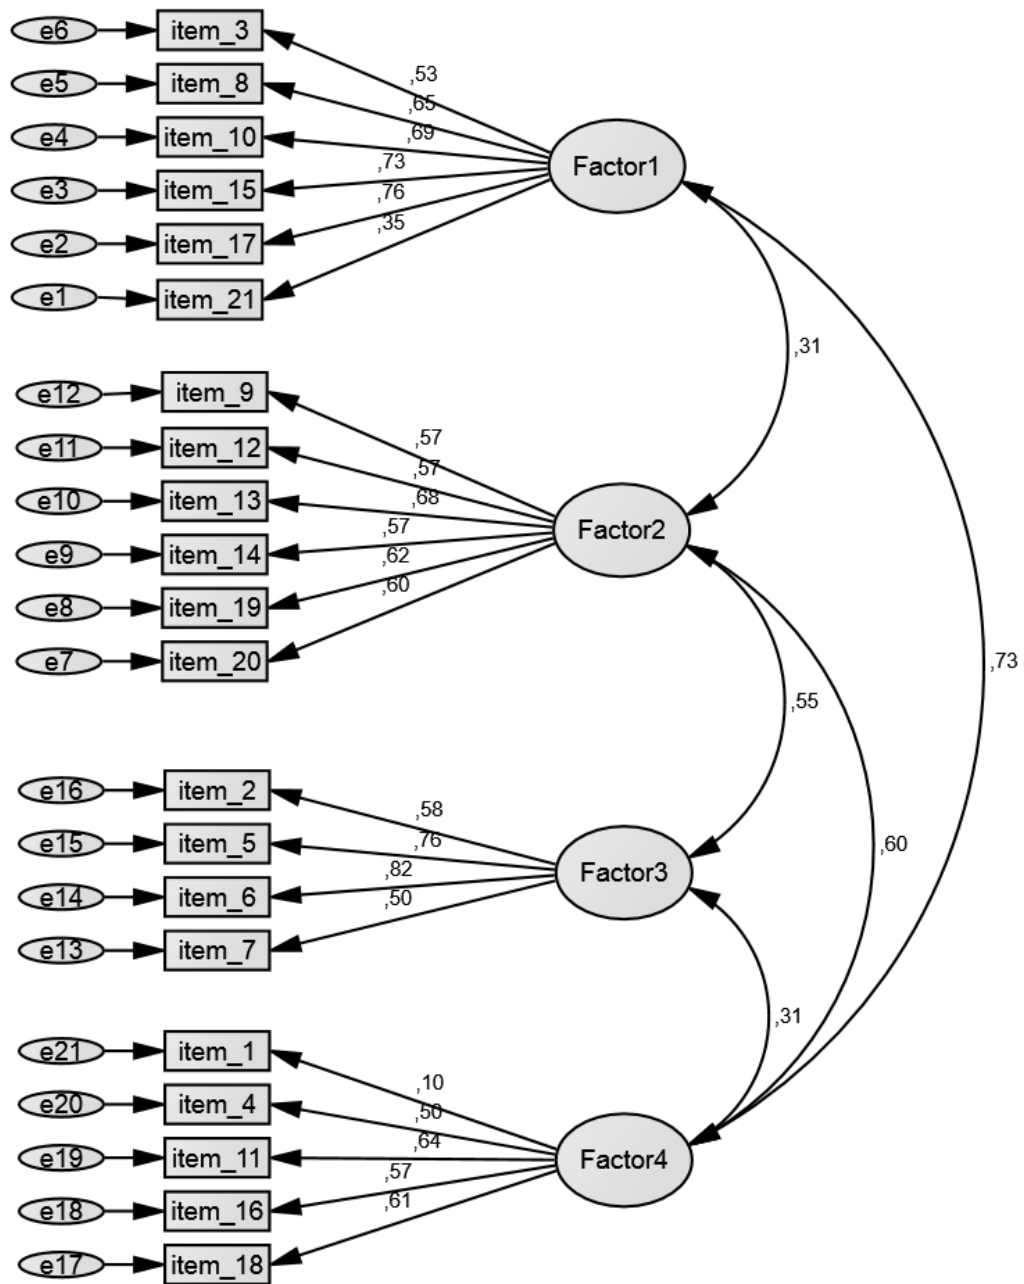 e6 item_3
,53
e5 item_8
,65
e4 item_10
,69
Factor1
e3 item_15
,73
e2 item_17
,76
e1 item_21
,35
,31
e12 item_9
,57
e11 item_12
,57
e10 item_13
,68
Factor2
e9 item_14
,57
e8 item_19
,62
e7 item_20
,60
,73
,55
e16 item_2
,58
e15 item_5
,76
,60
Factor3
e14 item_6
,82
e13 item_7
,50
,31
e21 item_1
,10
e20 item_4
,50
e19 item_11
,64
Factor4
e18 item_16
,57
e17 item_18
,61